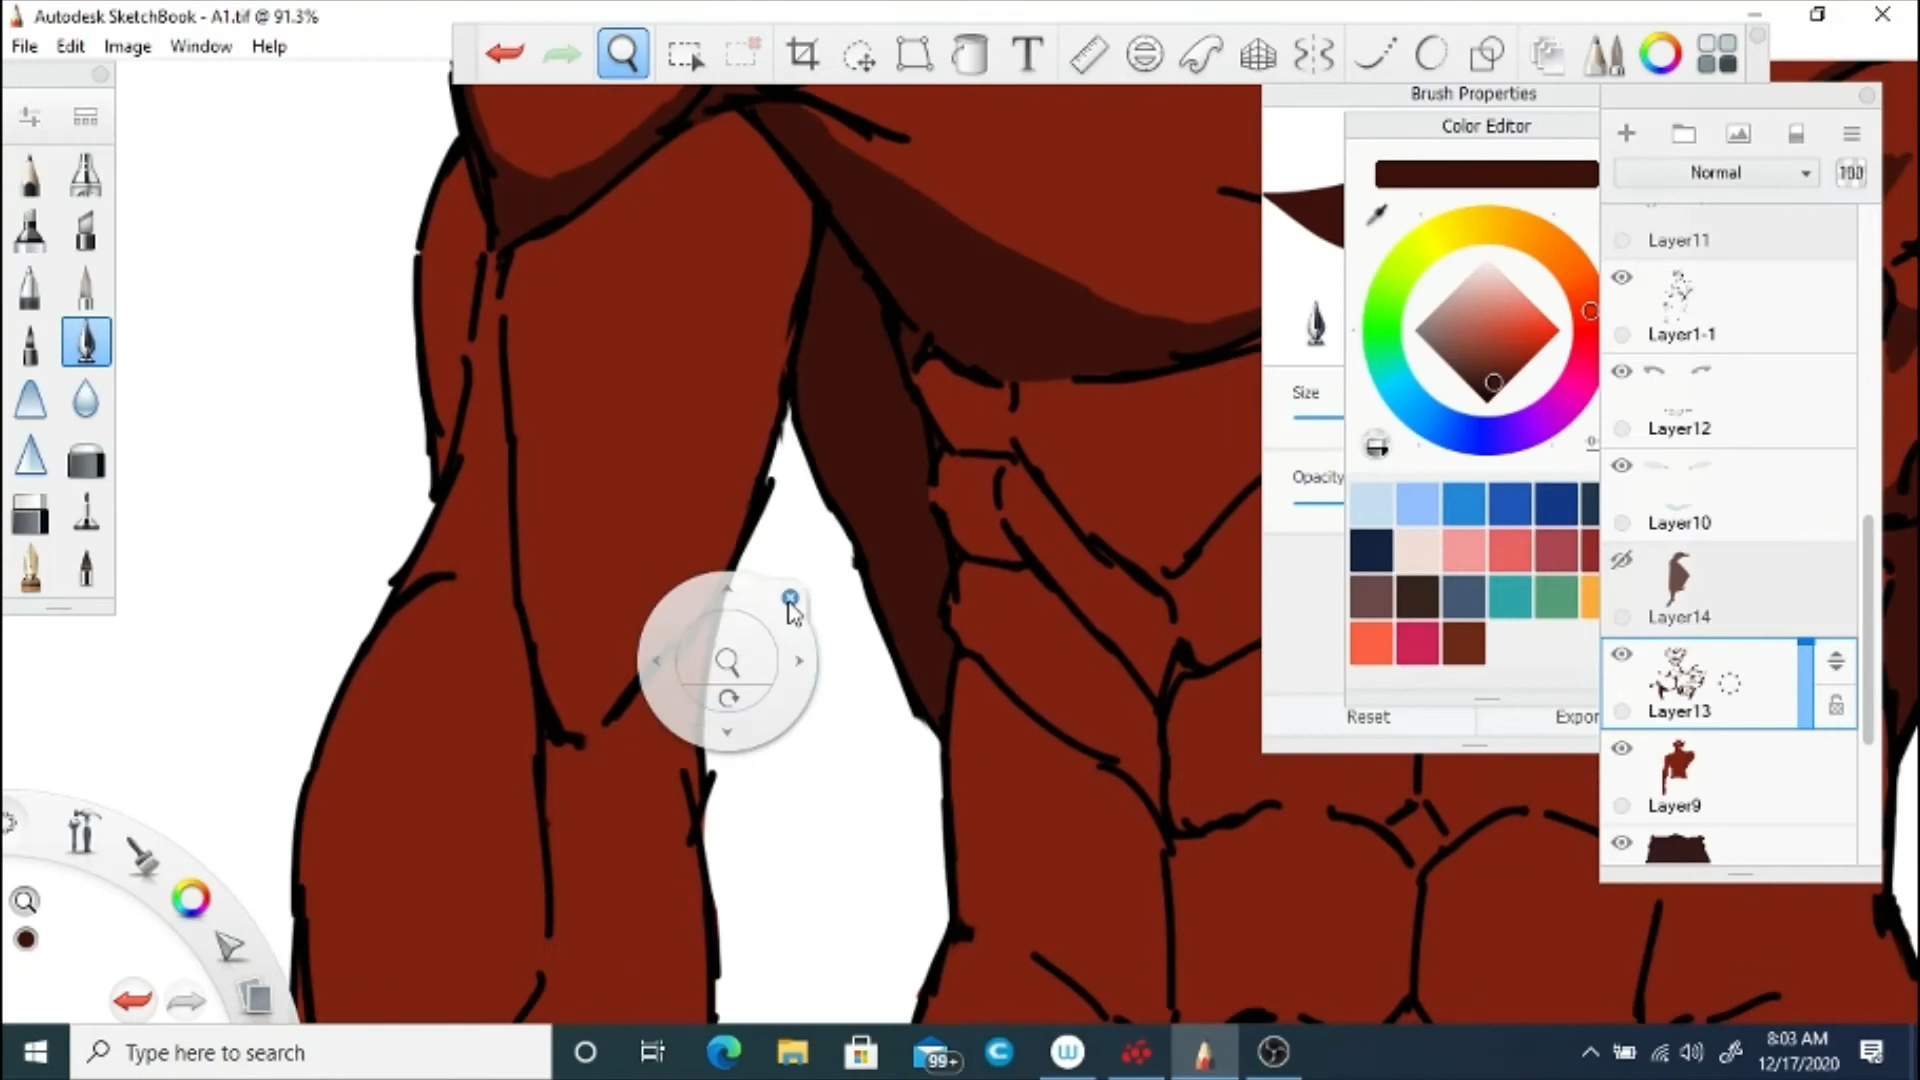 Autodesk SketchBook - A1.tif @ 91.3%
File Edit Image Window Help
T
Brush Properties
Color Editor
Normal
100
Layer11
Layer1-1
Layer12
Size
Layer10
Opacity
Layer14
Reset
Expor
Layer13
Layer9
Type here to search
99+
8:03 AM
12/17/2020